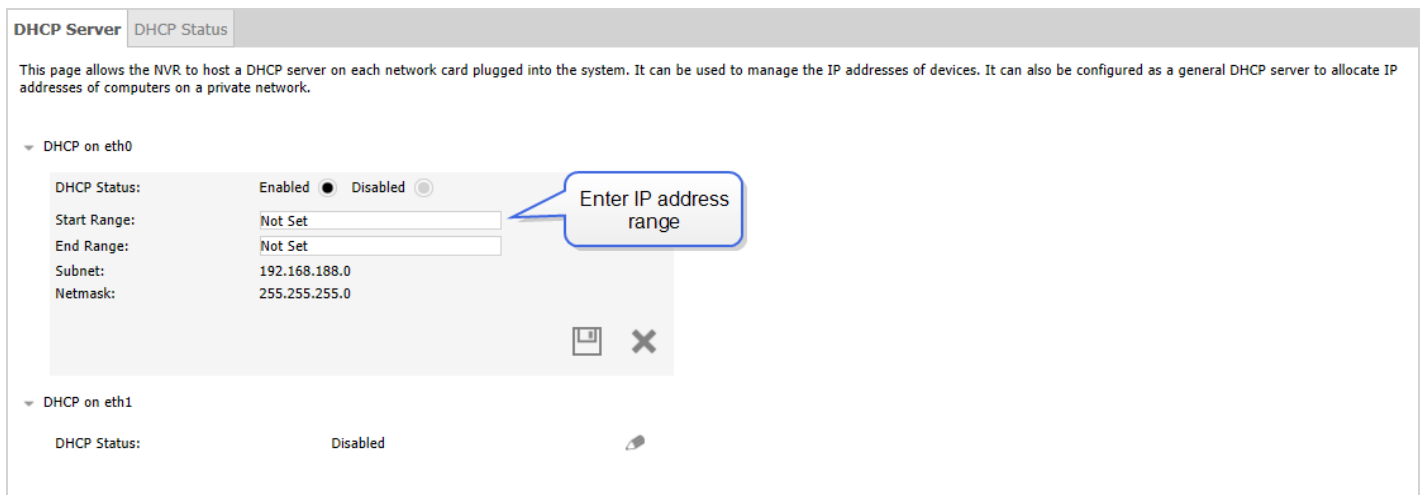 DHCP Server DHCP Status
This page allows the NVR to host a DHCP server on each network card plugged into the system. It can be used to manage the IP addresses of devices. It can also be configured as a general DHCP server to allocate IP
addresses of computers on a private network.
DHCP on eth0
DHCP Status: Enabled Disabled
Enter IP address
range
Start Range: Not Set
End Range: Not Set
Subnet: 192.168.188.0
Netmask: 255.255.255.0
DHCP on eth1
DHCP Status: Disabled